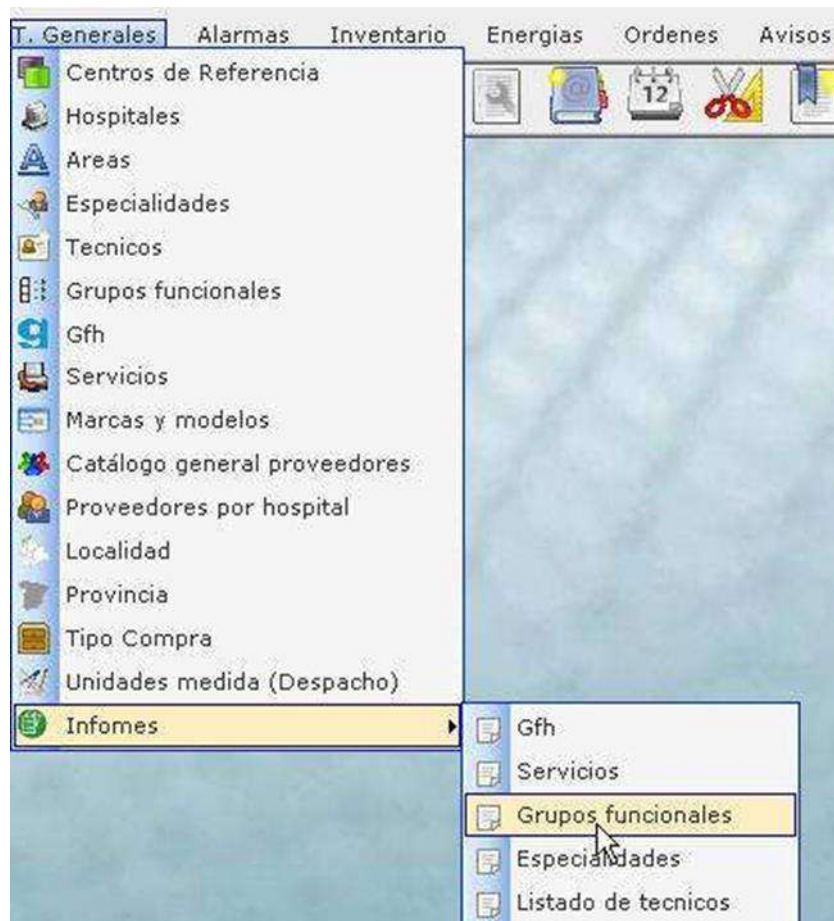 T. Generales Alarmas Inventario Energias Ordenes Avisos
Centros de Referencia
12
Hospitales
Areas
Especialidades
Tecnicos
Grupos funcionales
Gfh
Servicios
Marcas y modelos
Catálogo general proveedores
Proveedores por hospital
Localidad
Provincia
Tipo Compra
Unidades medida (Despacho)
Infomes
Gfh
Servicios
Grupos funcionales
Especialidades
Listado de tecnicos